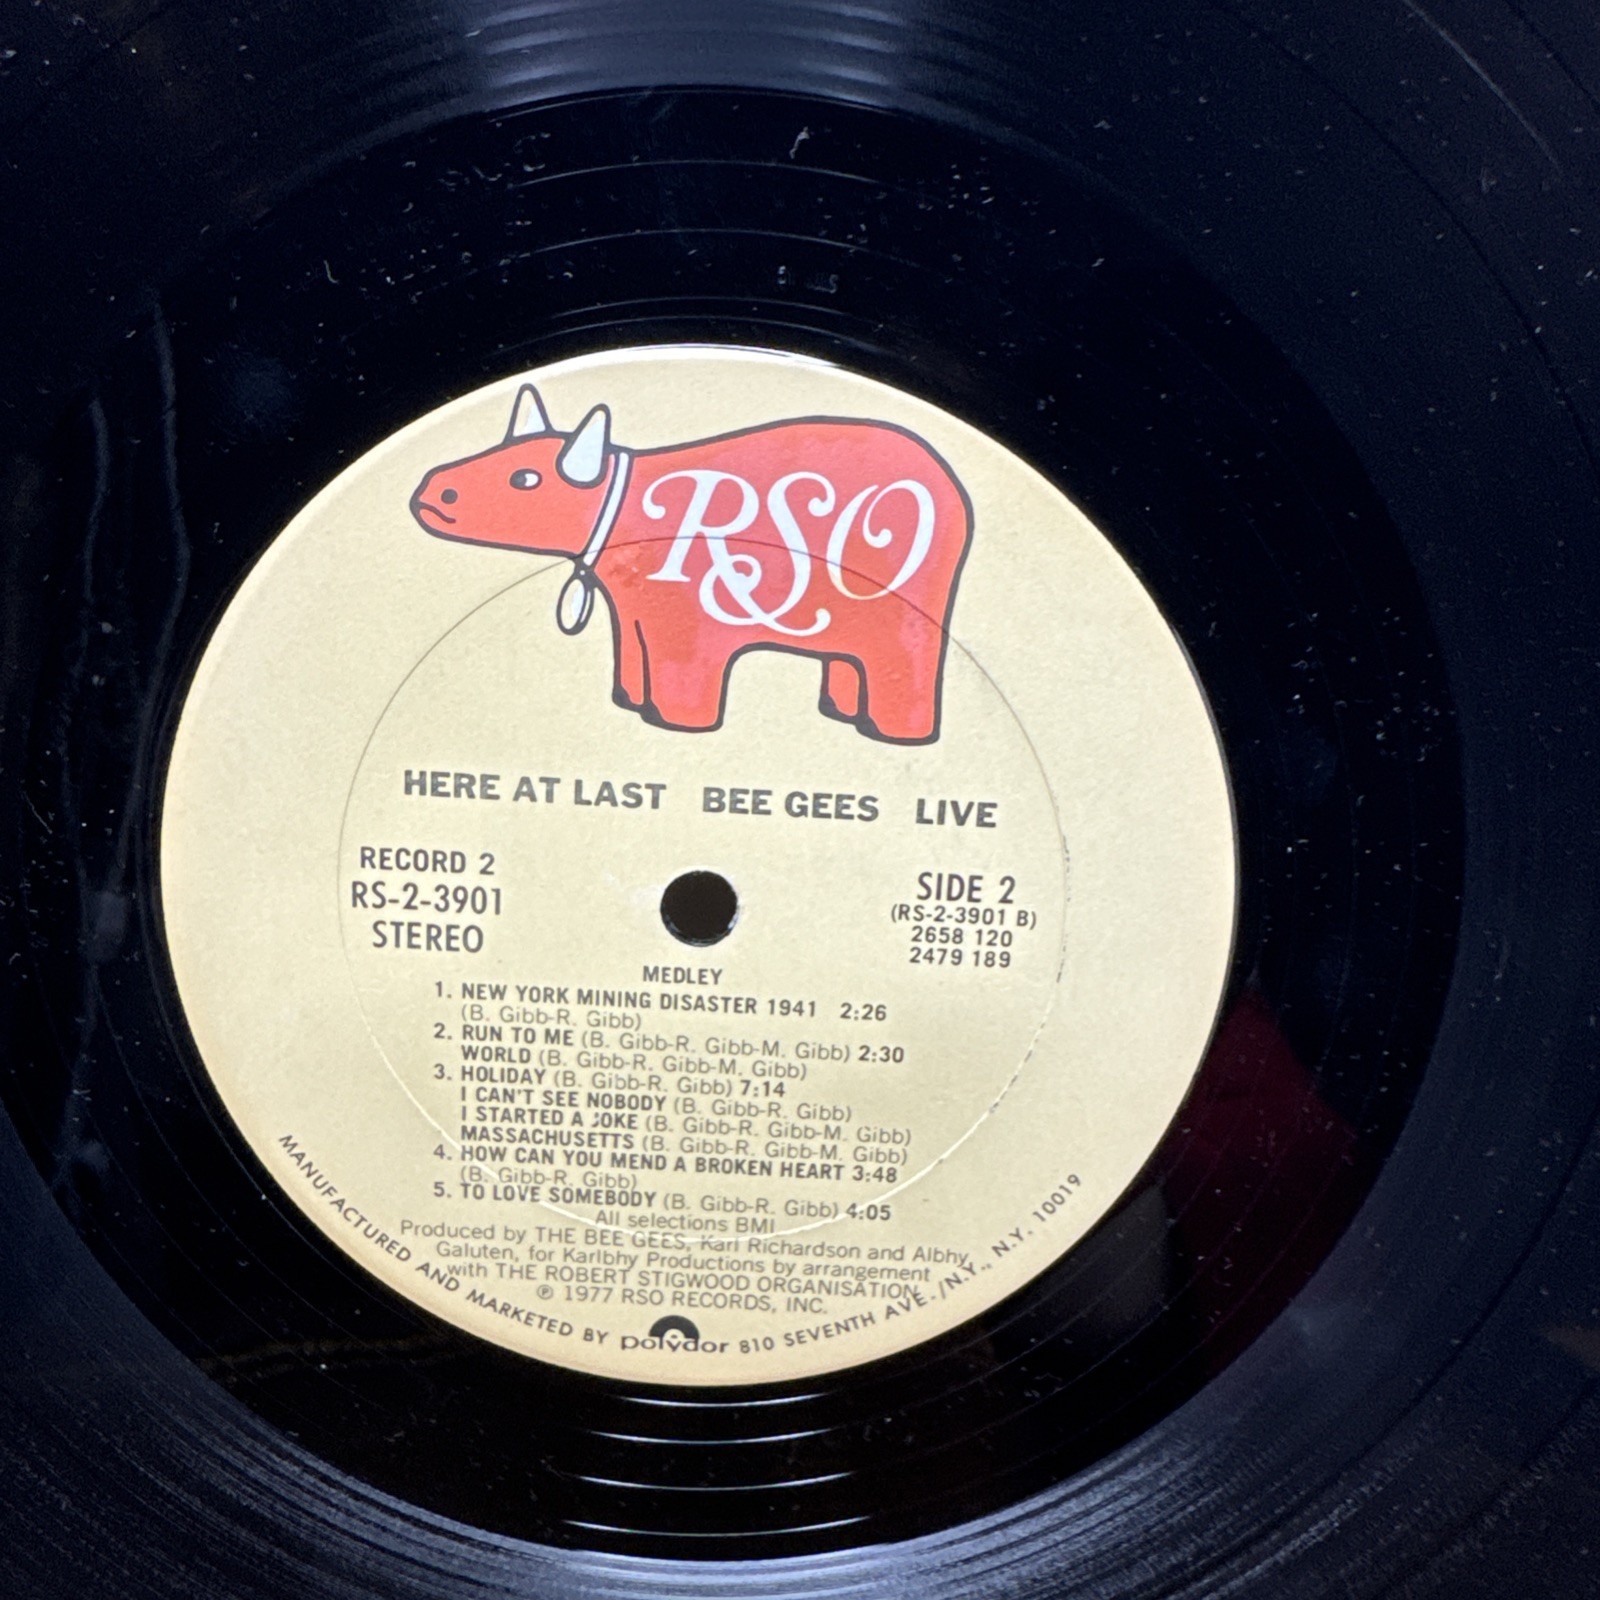 RSO
HERE AT LAST BEE GEES LIVE
RECORD 2
RS-2-3901
STEREO
SIDE 2
(RS-2-3901 B)
2658 120
2479 189
MEDLEY
1. NEW YORK MINING DISASTER 1941 2:26
(B. Gibb-R. Gibb)
2. RUN TO ME (B. Gibb-R. Gibb-M. Gibb) 2:30
WORLD (B. Gibb-R. Gibb-M. Gibb)
3. HOLIDAY (B. Gibb-R. Gibb) 7:14
I CAN'T SEE NOBODY (B. Gibb-R. Gibb)
I STARTED A JOKE (B. Gibb-R. Gibb-M. Gibb)
MASSACHUSETTS (B. Gibb-R. Gibb-M. Gibb)
4. HOW CAN YOU MEND A BROKEN HEART 3:48
(B. Gibb-R. Gibb)
5. TO LOVE SOMEBODY (B. Gibb-R. Gibb) 4:05
All selections BMI
Produced by THE BEE GEES, Karl Richardson and Albhy
Galuten, for Karlbhy Productions by arrangement
with THE ROBERT STIGWOOD ORGANISATION
℗ 1977 RSO RECORDS, INC.
MANUFACTURED AND MARKETED BY polydor 810 SEVENTH AVE./N.Y., N.Y. 10019